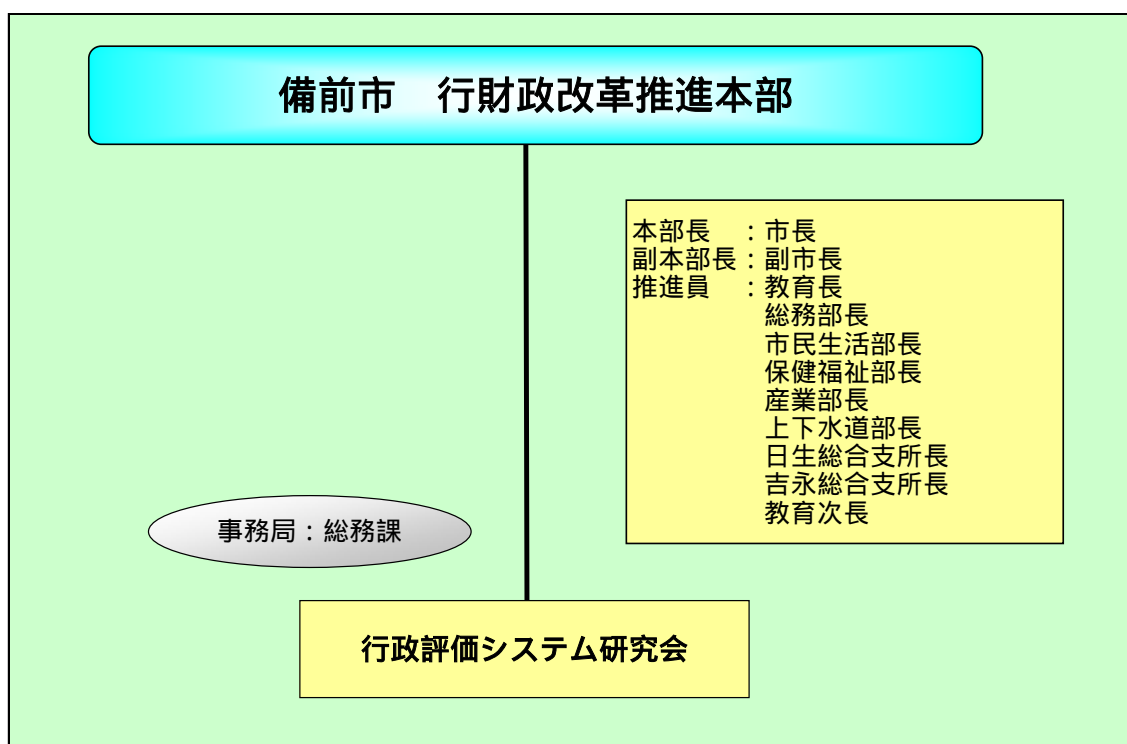 備前市　行財政改革推進本部
本部長　：市長
副本部長：副市長
推進員　：教育長
総務部長
市民生活部長
保健福祉部長
産業部長
上下水道部長
日生総合支所長
吉永総合支所長
教育次長
事務局：総務課
行政評価システム研究会